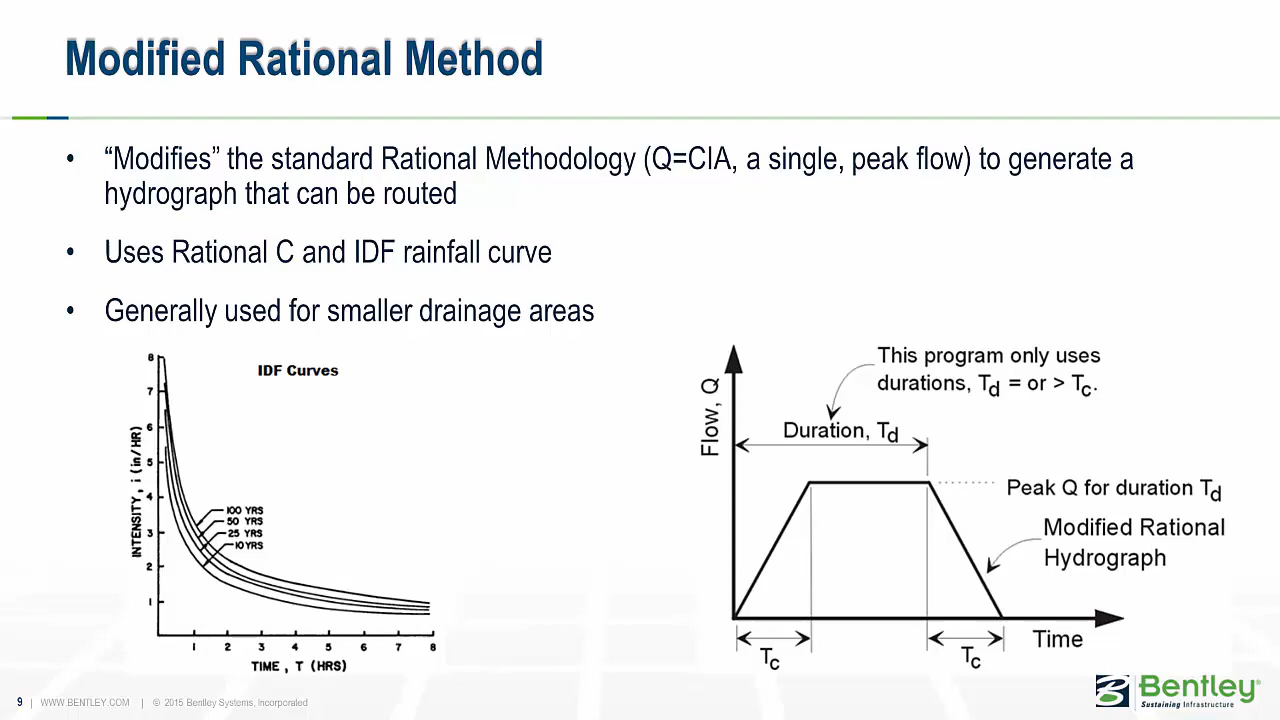 Modified Rational Method
• “Modifies” the standard Rational Methodology (Q=CIA, a single, peak flow) to generate a
hydrograph that can be routed
• Uses Rational C and IDF rainfall curve
• Generally used for smaller drainage areas
IDF Curves
INTENSITY, i (in/HR)
8
7
6
5
4
3
2
1
100 YRS
50 YRS
25 YRS
10 YRS
1 2 3 4 5 6 7 8
TIME, T (HRS)
This program only uses
durations, Td = or > Tc.
Flow, Q
Duration, Td
Peak Q for duration Td
Modified Rational
Hydrograph
Tc
Tc
Time
9 | WWW.BENTLEY.COM | © 2015 Bentley Systems, Incorporated
Bentley®
Sustaining Infrastructure